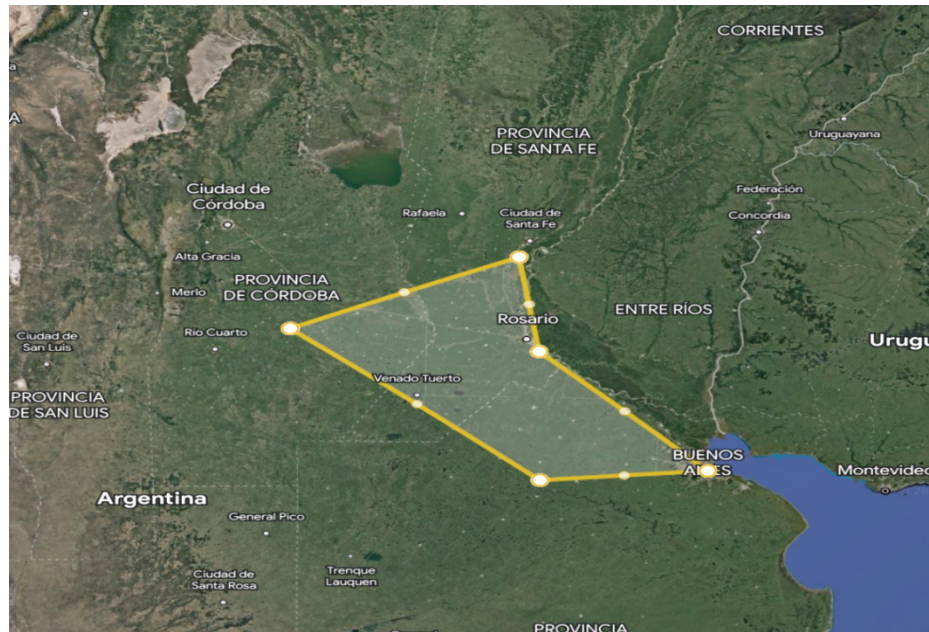 CORRIENTES
Uruguayana
PROVINCIA
DE SANTA FE
Ciudad de
Córdoba
Federación
Rafaela
Ciudad de
Santa Fe
Concordia
Alta Gracia
PROVINCIA
DE CÓRDOBA
Merlo
ENTRE RÍOS
Rosario
Río Cuarto
Ciudad de
San Luis
Urugu
Venado Tuerto
PROVINCIA
DE SAN LUIS
BUENOS
Montevideo
Argentina
General Pico
Trenque
Lauquen
Ciudad de
Santa Rosa
PROVINCIA